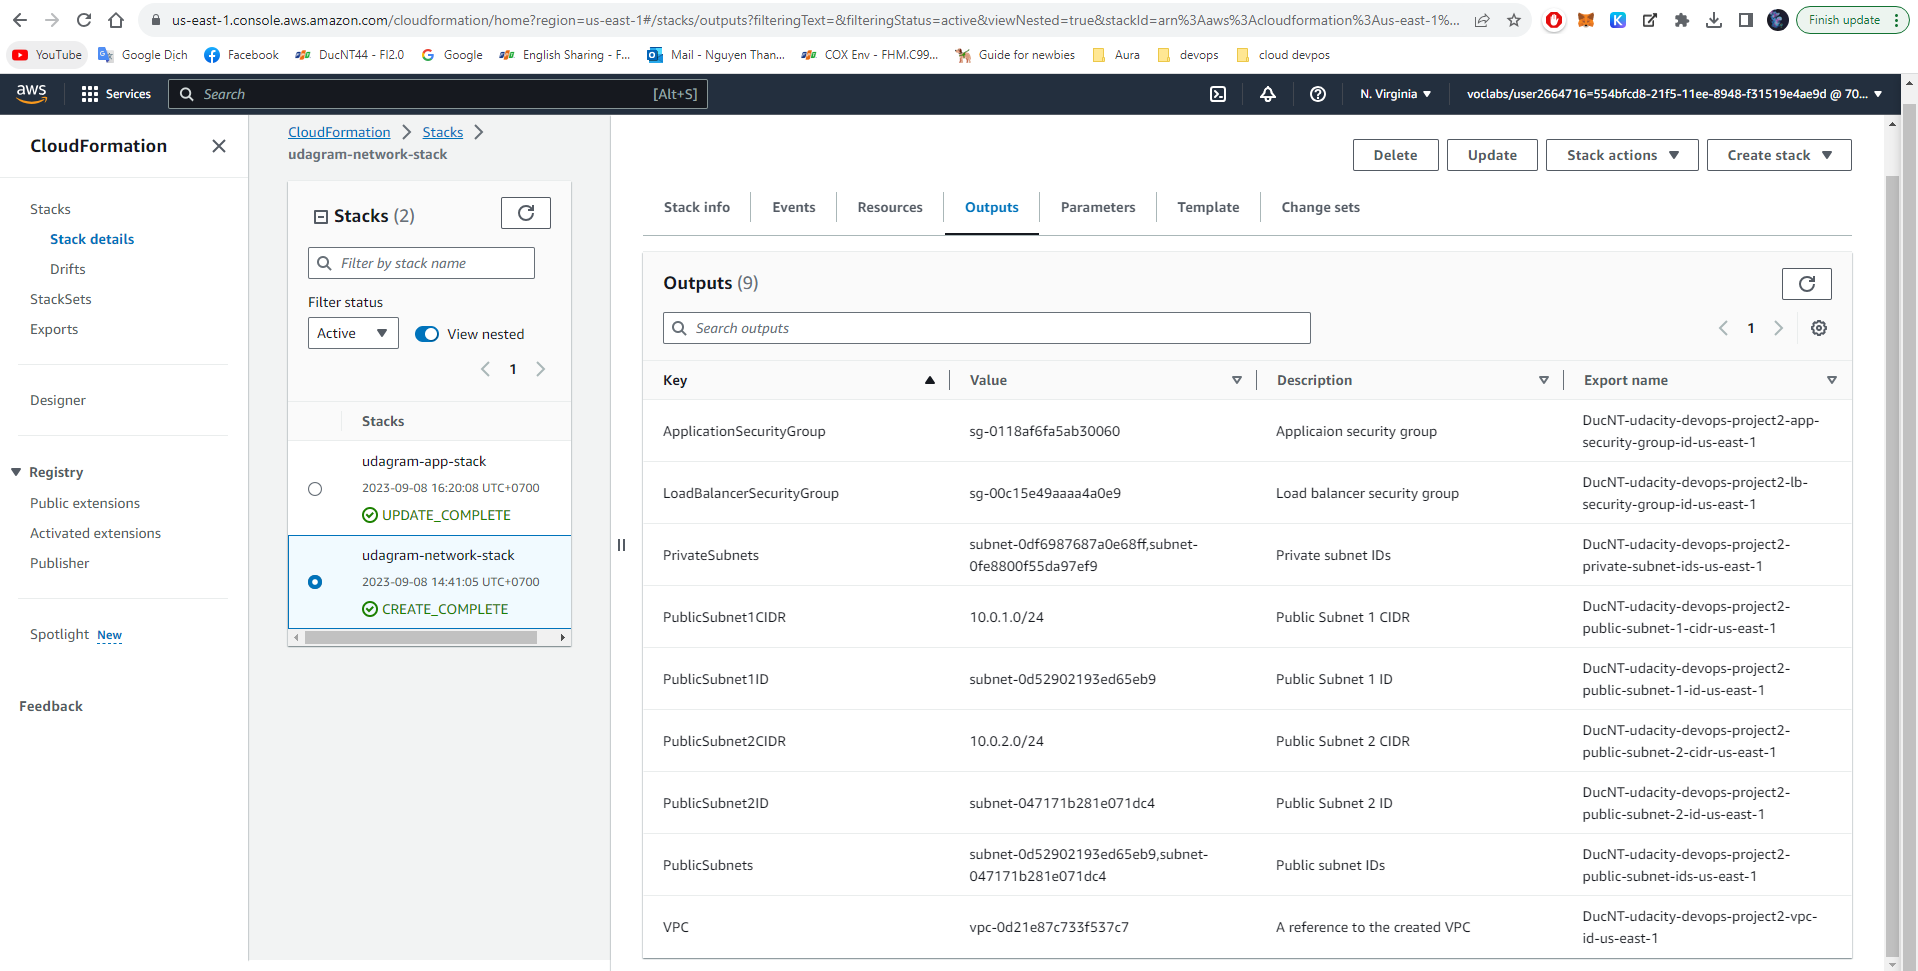 us-east-1.console.aws.amazon.com/cloudformation/home?region=us-east-1#/stacks/outputs?filteringText=&filteringStatus=active&viewNested=true&stackId=arn%3Aaws%3Acloudformation%3Aus-east-1%...
Finish update
YouTube
Google Dịch
Facebook
DucNT44 - FI2.0
Google
English Sharing - F...
Mail - Nguyen Than...
COX Env - FHM.C99...
Guide for newbies
Aura
devops
cloud devpos
aws
Services
Search
[Alt+S]
N. Virginia
voclabs/user2664716=554bfcd8-21f5-11ee-8948-f31519e4ae9d @ 70...
CloudFormation
Stacks
Stack details
Drifts
StackSets
Exports
Designer
Registry
Public extensions
Activated extensions
Publisher
Spotlight New
Feedback
CloudFormation
Stacks
udagram-network-stack
Stacks (2)
Filter by stack name
Filter status
Active
View nested
1
Stacks
udagram-app-stack
2023-09-08 16:20:08 UTC+0700
UPDATE_COMPLETE
udagram-network-stack
2023-09-08 14:41:05 UTC+0700
CREATE_COMPLETE
Delete
Update
Stack actions
Create stack
Stack info
Events
Resources
Outputs
Parameters
Template
Change sets
Outputs (9)
Search outputs
1
Key
Value
Description
Export name
ApplicationSecurityGroup
sg-0118af6fa5ab30060
Applicaion security group
DucNT-udacity-devops-project2-app-
security-group-id-us-east-1
LoadBalancerSecurityGroup
sg-00c15e49aaaa4a0e9
Load balancer security group
DucNT-udacity-devops-project2-lb-
security-group-id-us-east-1
PrivateSubnets
subnet-0df6987687a0e68ff,subnet-
0fe8800f55da97ef9
Private subnet IDs
DucNT-udacity-devops-project2-
private-subnet-ids-us-east-1
PublicSubnet1CIDR
10.0.1.0/24
Public Subnet 1 CIDR
DucNT-udacity-devops-project2-
public-subnet-1-cidr-us-east-1
PublicSubnet1ID
subnet-0d52902193ed65eb9
Public Subnet 1 ID
DucNT-udacity-devops-project2-
public-subnet-1-id-us-east-1
PublicSubnet2CIDR
10.0.2.0/24
Public Subnet 2 CIDR
DucNT-udacity-devops-project2-
public-subnet-2-cidr-us-east-1
PublicSubnet2ID
subnet-047171b281e071dc4
Public Subnet 2 ID
DucNT-udacity-devops-project2-
public-subnet-2-id-us-east-1
PublicSubnets
subnet-0d52902193ed65eb9,subnet-
047171b281e071dc4
Public subnet IDs
DucNT-udacity-devops-project2-
public-subnet-ids-us-east-1
VPC
vpc-0d21e87c733f537c7
A reference to the created VPC
DucNT-udacity-devops-project2-vpc-
id-us-east-1